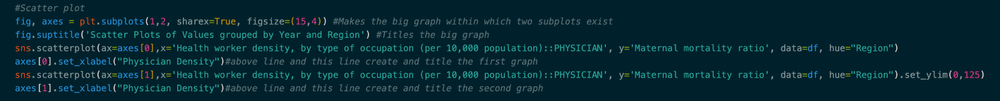 #Scatter plot
fig, axes = plt.subplots(1,2, sharex=True, figsize=(15,4)) #Makes the big graph within which two subplots exist
fig.suptitle('Scatter Plots of Values grouped by Year and Region') #Titles the big graph
sns.scatterplot(ax=axes[0],x='Health worker density, by type of occupation (per 10,000 population)::PHYSICIAN', y='Maternal mortality ratio', data=df, hue="Region")
axes[0].set_xlabel("Physician Density")#above line and this line create and title the first graph
sns.scatterplot(ax=axes[1],x='Health worker density, by type of occupation (per 10,000 population)::PHYSICIAN', y='Maternal mortality ratio', data=df, hue="Region").set_ylim(0,125)
axes[1].set_xlabel("Physician Density")#above line and this line create and title the second graph